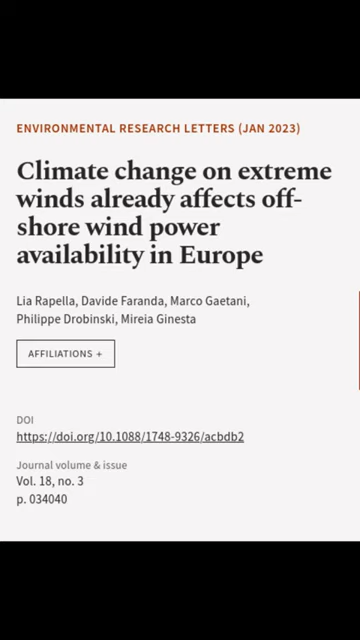 ENVIRONMENTAL RESEARCH LETTERS (JAN 2023)
Climate change on extreme
winds already affects off-
shore wind power
availability in Europe
Lia Rapella, Davide Faranda, Marco Gaetani,
Philippe Drobinski, Mireia Ginesta
AFFILIATIONS +
DOI
https://doi.org/10.1088/1748-9326/acbdb2
Journal volume & issue
Vol. 18, no. 3
p. 034040